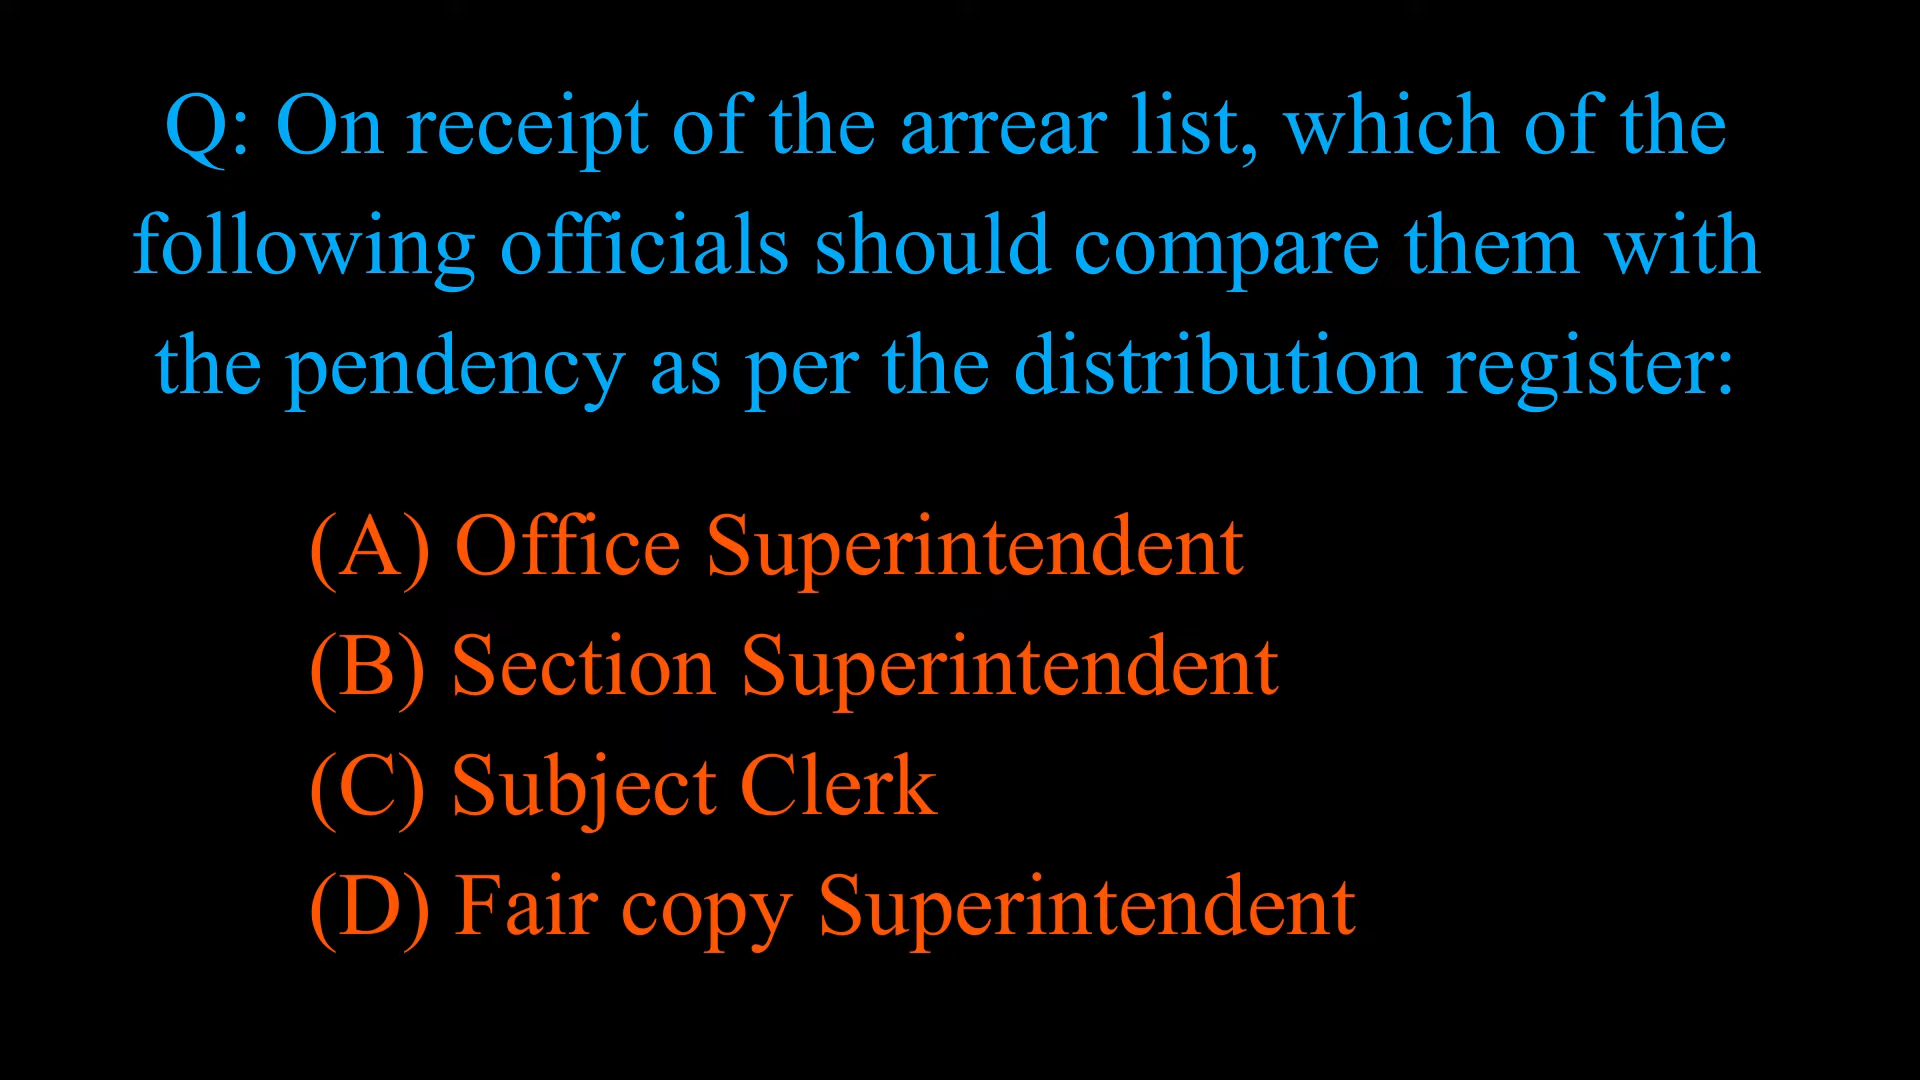 Q: On receipt of the arrear list, which of the
following officials should compare them with
the pendency as per the distribution register:
(A) Office Superintendent
(B) Section Superintendent
(C) Subject Clerk
(D) Fair copy Superintendent